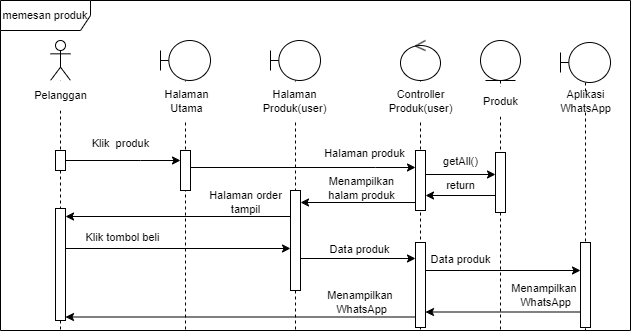 memesan produk
Pelanggan
Halaman
Utama
Halaman
Produk(user)
Controller
Produk(user)
Produk
Aplikasi
WhatsApp
Klik  produk
Halaman produk
getAll()
return
Menampilkan
halam produk
Halaman order
tampil
Klik tombol beli
Data produk
Data produk
Menampilkan
WhatsApp
Menampilkan
WhatsApp